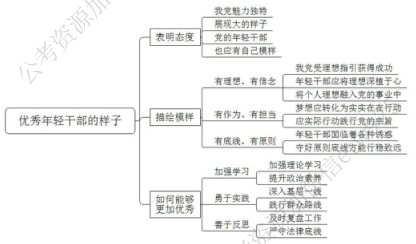 优秀年轻干部的样子
表明态度
我党魅力独特
展现大的样子
党的年轻干部
也应有自己模样
描绘模样
有理想、有信念
我党受理想指引获得成功
年轻干部应将理想深植于心
将个人理想融入党的事业中
有作为、有担当
梦想应转化为实实在在行动
应实际行动践行党的宗旨
有底线、有原则
年轻干部面临着各种诱惑
守好原则底线方能行稳致远
如何能够
更加优秀
加强学习
加强理论学习
提升政治素养
勇于实践
深入基层一线
践行群众路线
善于反思
及时复盘工作
严守法律底线
公考资源加